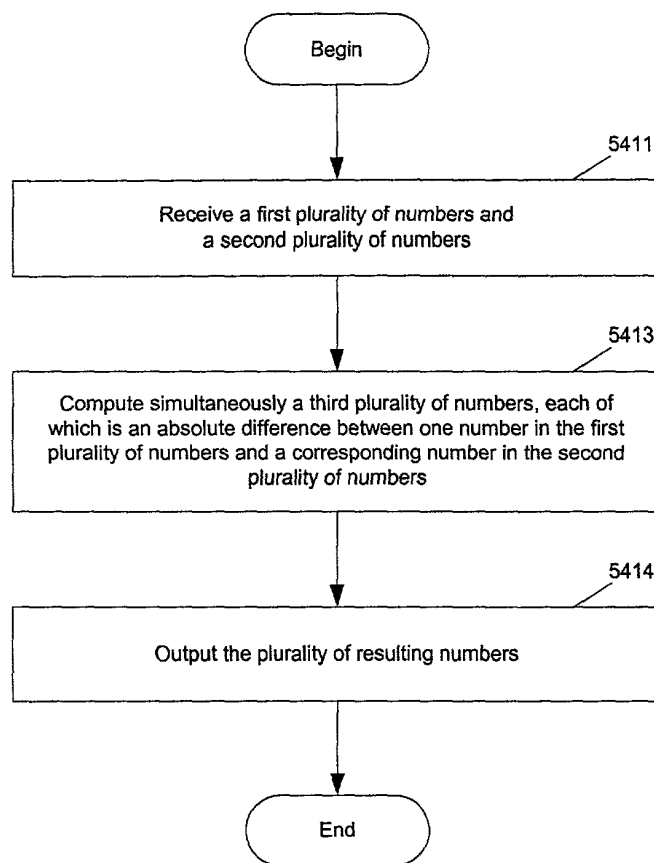 Begin
5411
Receive a first plurality of numbers and
a second plurality of numbers
5413
Compute simultaneously a third plurality of numbers, each of
which is an absolute difference between one number in the first
plurality of numbers and a corresponding number in the second
plurality of numbers
5414
Output the plurality of resulting numbers
End